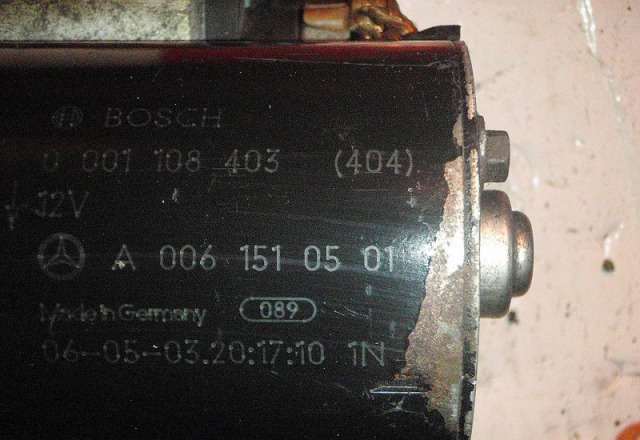 BOSCH
0 001 108 403 (404)
12V
A 006 151 05 01
Made in Germany 089
06-05-03.20:17:10 1N